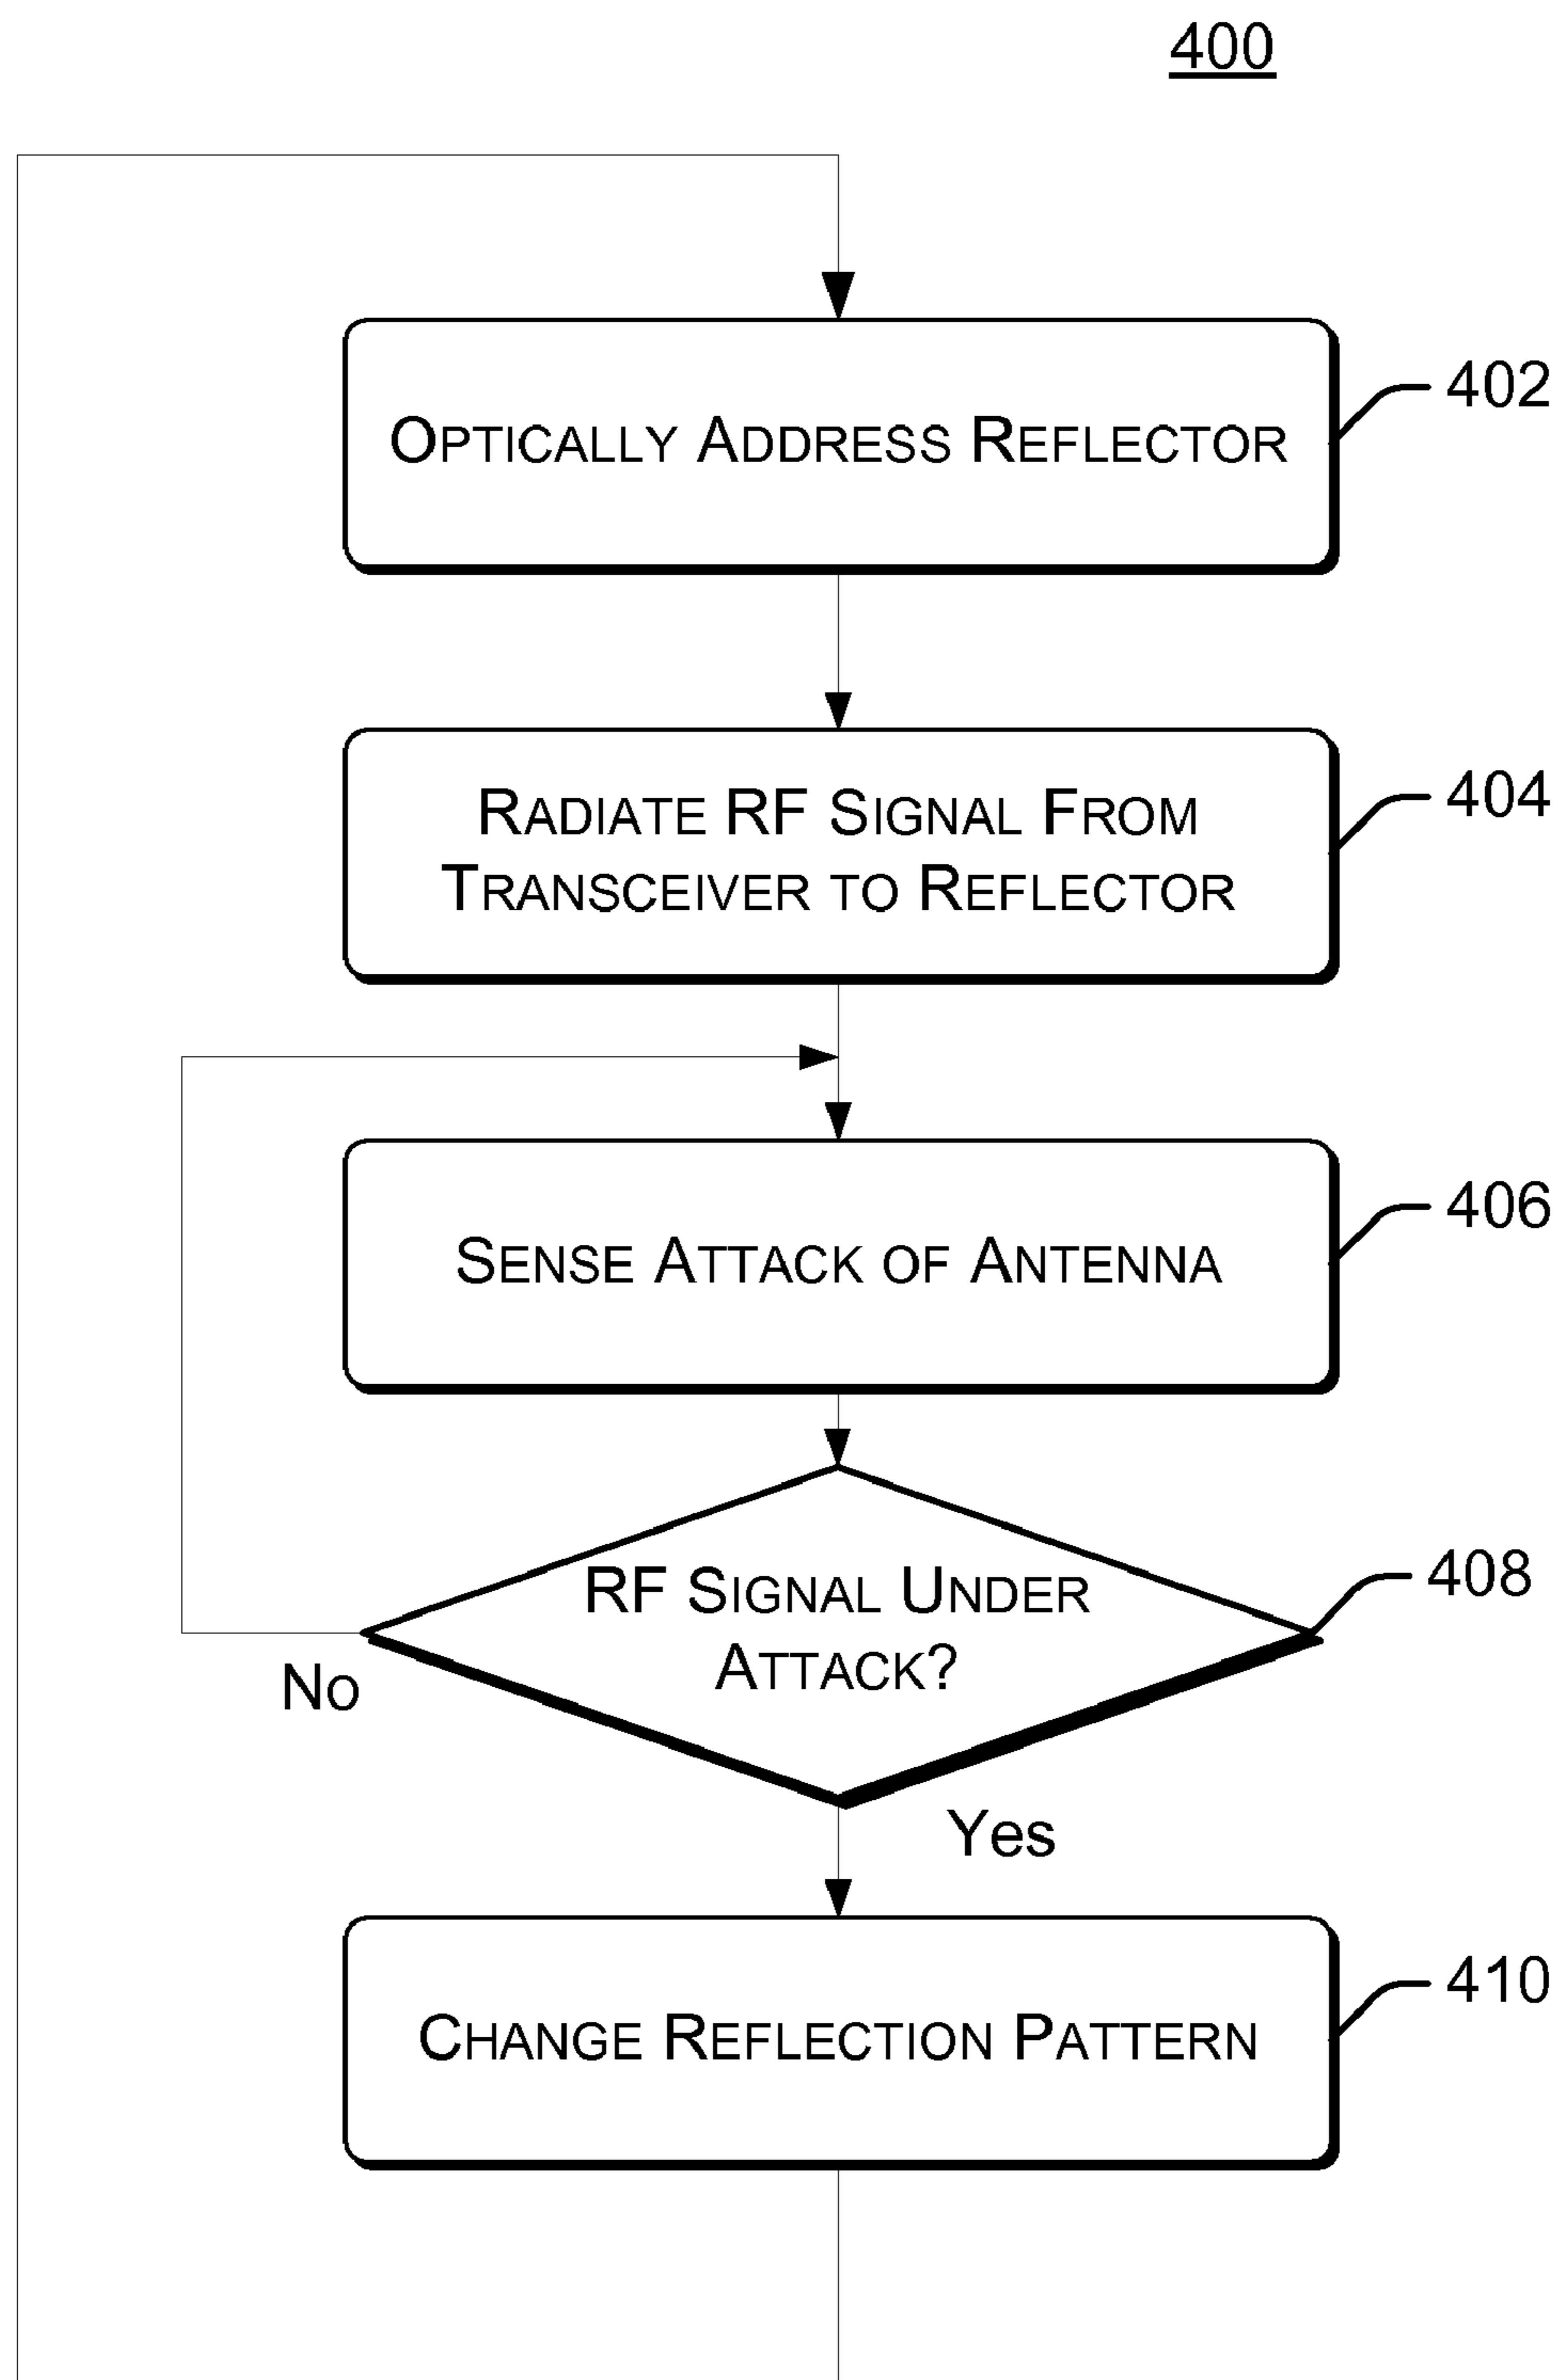 400
OPTICALLY ADDRESS REFLECTOR
402
RADIATE RF SIGNAL FROM
TRANSCEIVER TO REFLECTOR
404
SENSE ATTACK OF ANTENNA
406
RF SIGNAL UNDER
ATTACK?
408
NO
Yes
CHANGE REFLECTION PATTERN
410